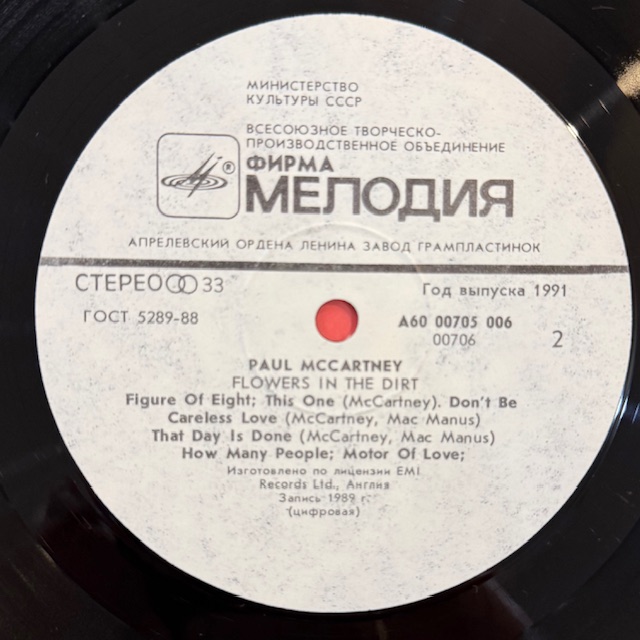 МИНИСТЕРСТВО
КУЛЬТУРЫ СССР
ВСЕСОЮЗНОЕ ТВОРЧЕСКО-
ПРОИЗВОДСТВЕННОЕ ОБЪЕДИНЕНИЕ
®
ФИРМА
МЕЛОДИЯ
АПРЕЛЕВСКИЙ ОРДЕНА ЛЕНИНА ЗАВОД ГРАМПЛАСТИНОК
СТЕРЕО 33
Год выпуска 1991
ГОСТ 5289-88
А60 00705 006
00706
2
PAUL MCCARTNEY
FLOWERS IN THE DIRT
Figure Of Eight; This One (McCartney). Don't Be
Careless Love (McCartney, Mac Manus)
That Day Is Done (McCartney, Mac Manus)
How Many People; Motor Of Love;
Изготовлено по лицензии EMI
Records Ltd., Англия
Запись 1989 г.
(цифровая)